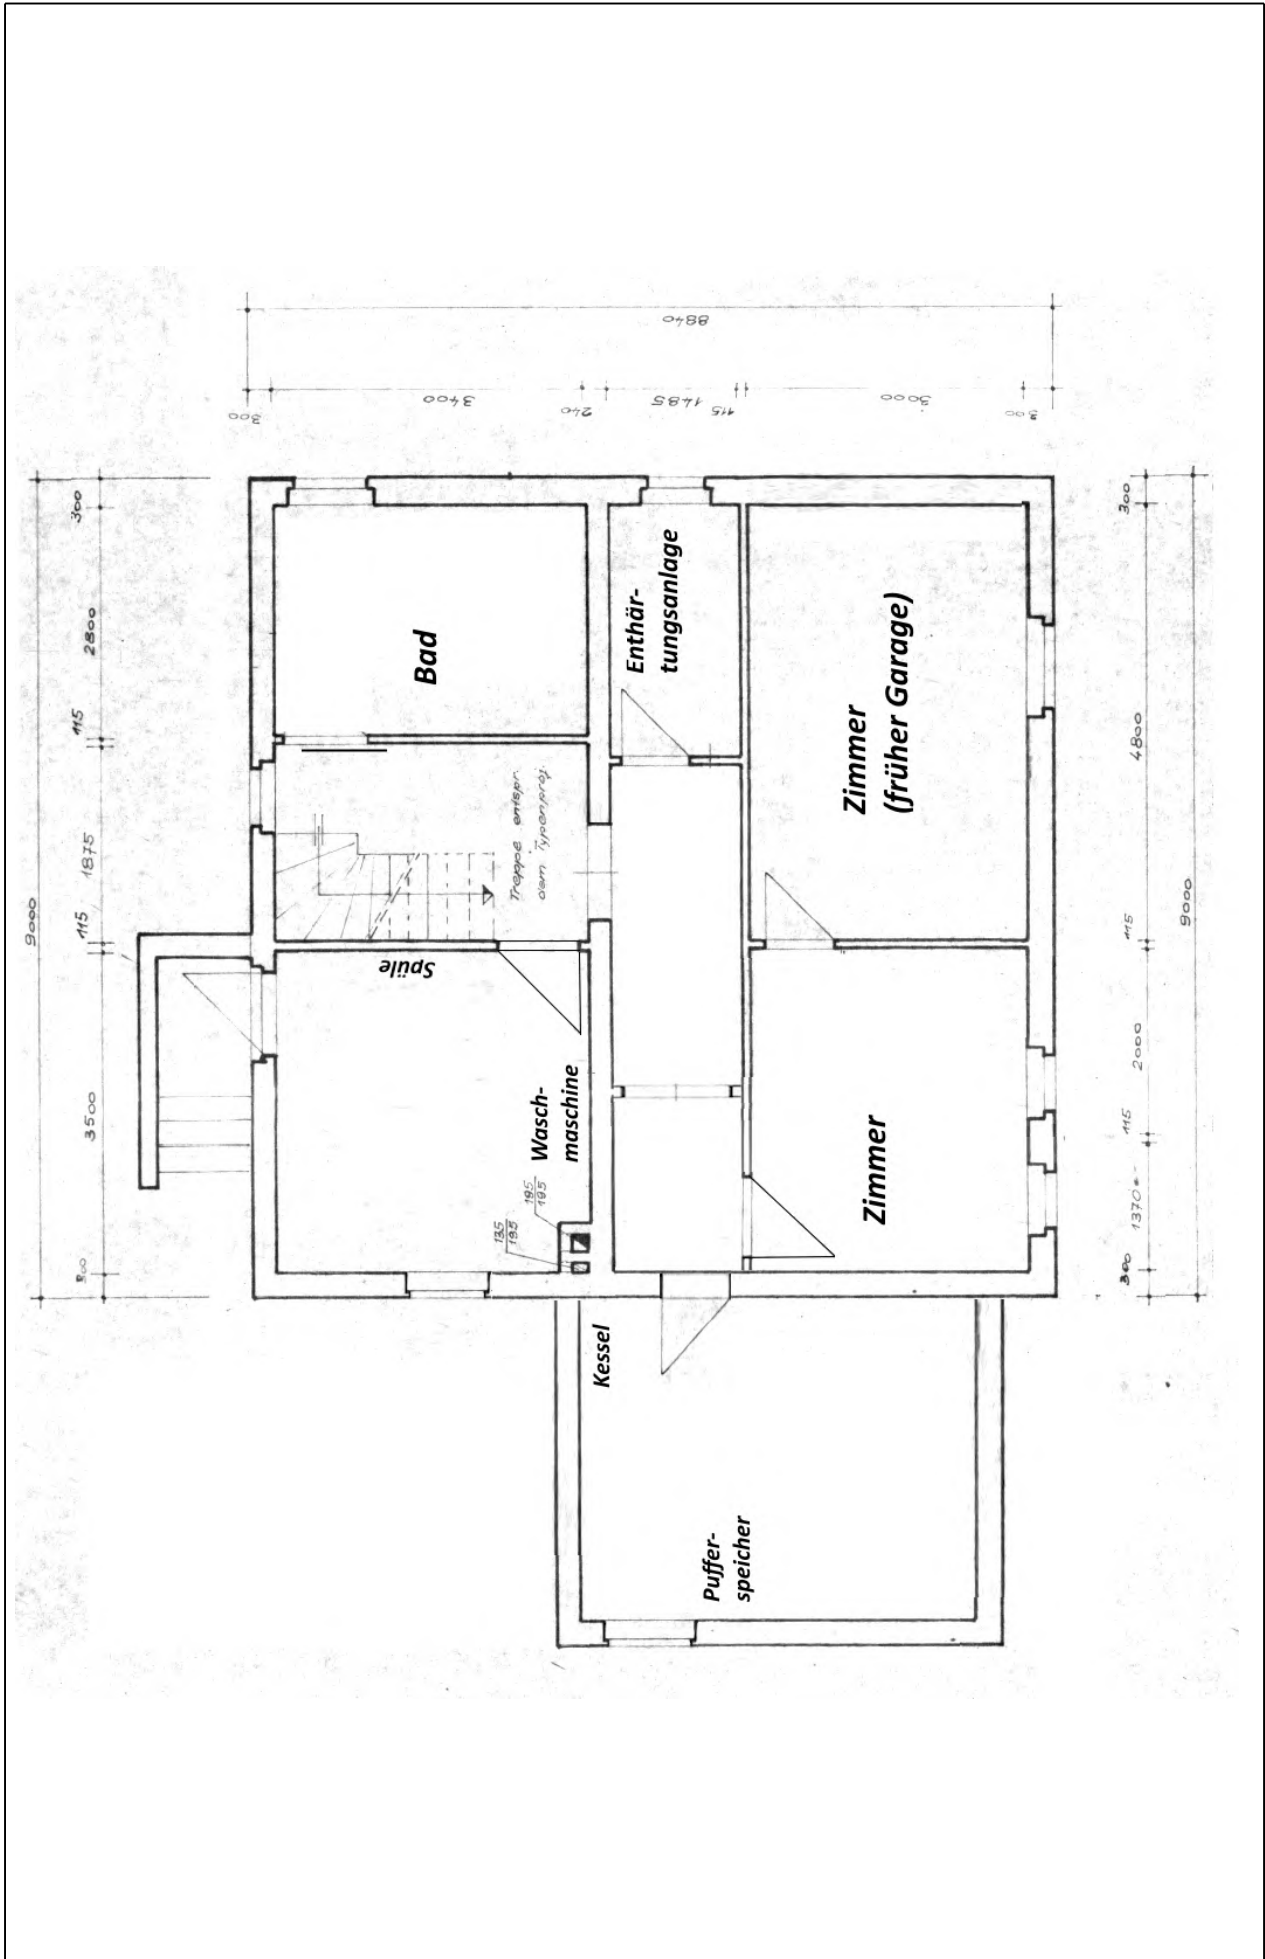 8840
300
3400
240
1485
115
3000
300
9000
300
2800
115
1875
115
3500
300
300
4800
115
2000
115
1370
300
9000
Bad
Enthär-
tungsanlage
Zimmer
(früher Garage)
Treppe entspr.
dem Typenproj.
Spüle
Wasch-
maschine
135
195
195
195
Zimmer
Kessel
Puffer-
speicher